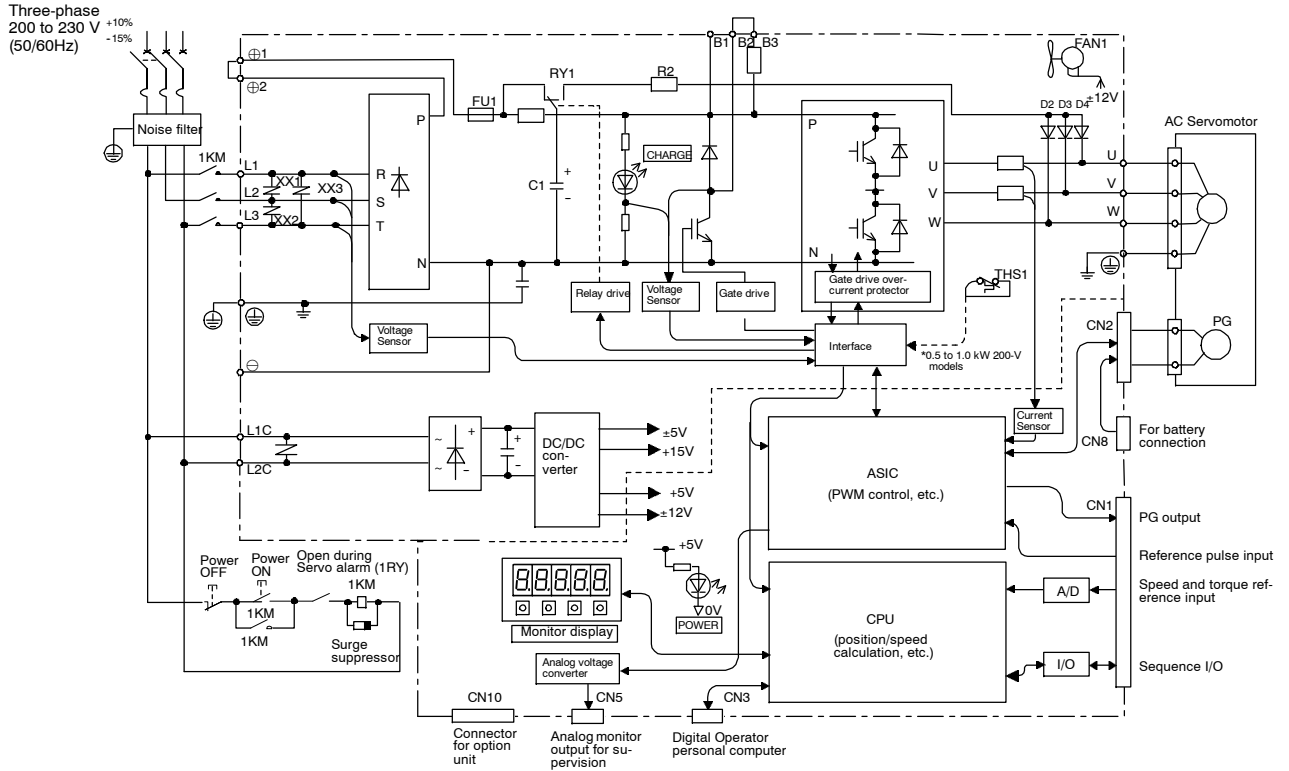 Three-phase
200 to 230 V +10%
-15%
(50/60Hz)
⊕1
⊕2
B1
B2
B3
FAN1
±12V
RY1
R2
FU1
D2 D3 D4
AC Servomotor
Noise filter
P
P
CHARGE
1KM
L1
XX1
XX3
R
L2
S
L3
XX2
T
C1
+
–
U
V
W
U
V
W
N
N
THS1
Relay drive
Voltage
Sensor
Gate drive
Gate drive over-
current protector
Voltage
Sensor
Interface
*0.5 to 1.0 kW 200-V
models
CN2
PG
⊖
L1C
L2C
~
~
+
–
+
–
DC/DC
con-
verter
±5V
+15V
+5V
±12V
ASIC
(PWM control, etc.)
Current
Sensor
CN8
For battery
connection
CN1
PG output
Reference pulse input
Speed and torque ref-
erence input
A/D
Power
OFF
Power
ON
Open during
Servo alarm (1RY)
1KM
1KM
1KM
Surge
suppressor
+5V
0V
POWER
88888
Monitor display
CPU
(position/speed
calculation, etc.)
I/O
Sequence I/O
Analog voltage
converter
CN10
CN5
CN3
Connector
for option
unit
Analog monitor
output for su-
pervision
Digital Operator
personal computer